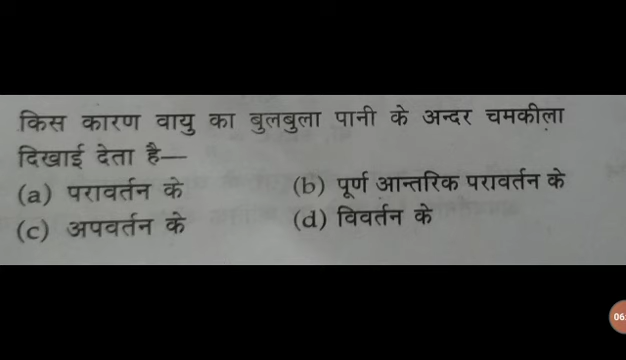 किस कारण वायु का बुलबुला पानी के अन्दर चमकीला
दिखाई देता है—
(a) परावर्तन के (b) पूर्ण आन्तरिक परावर्तन के
(c) अपवर्तन के (d) विवर्तन के